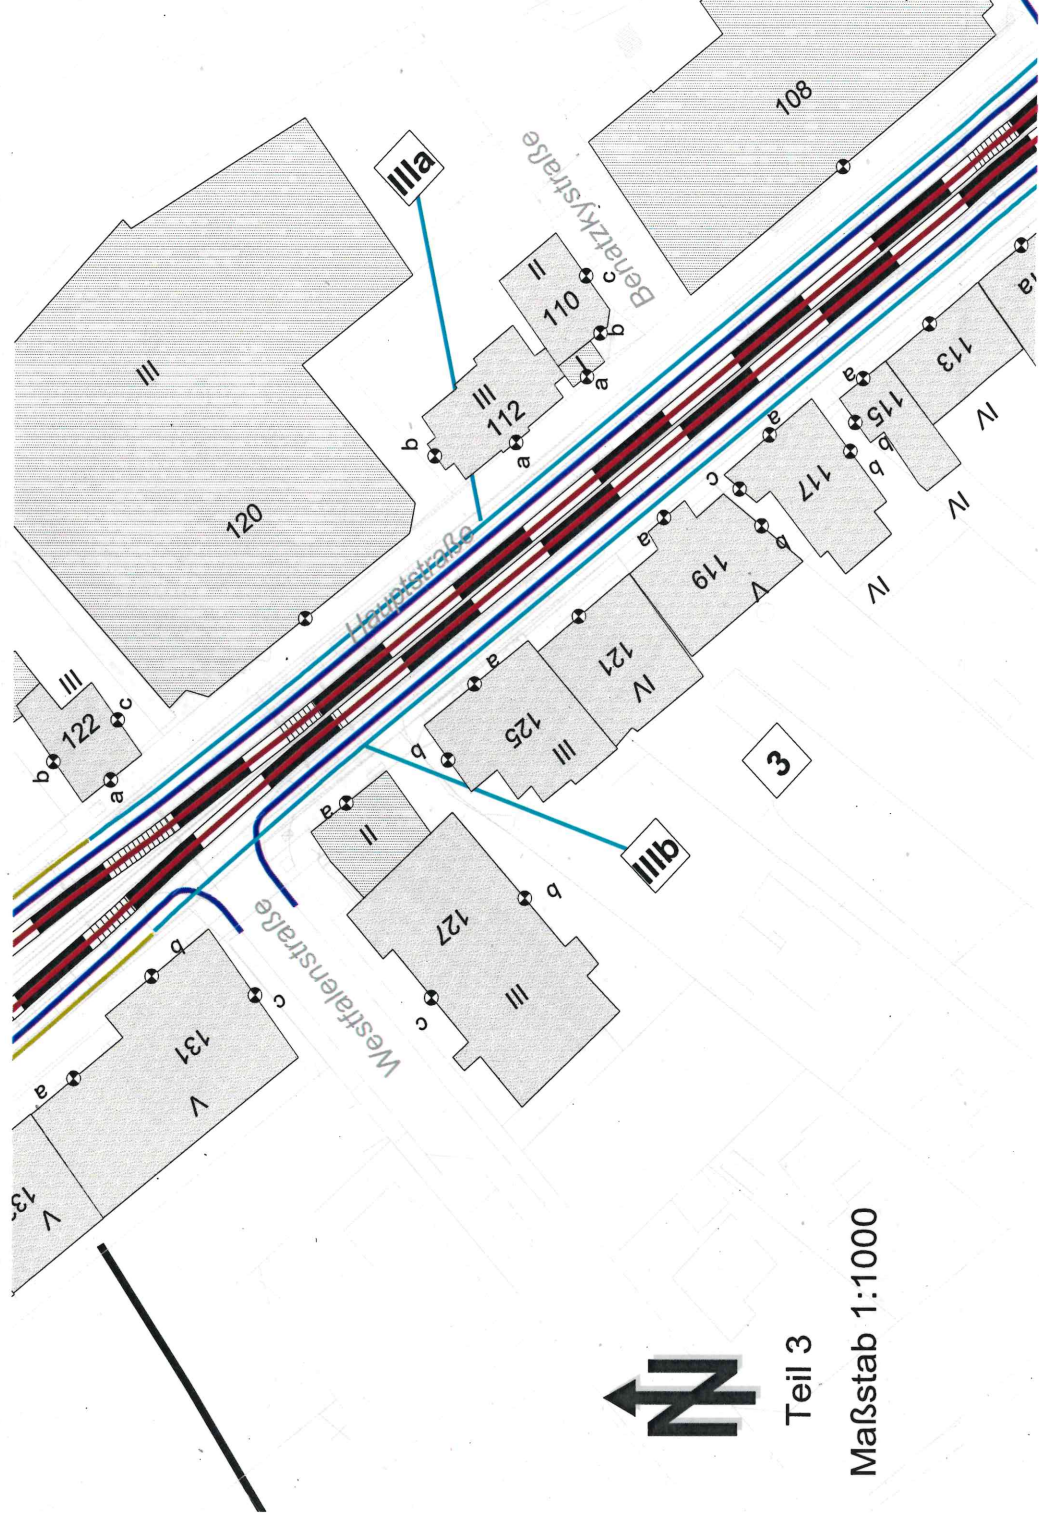 108
IIIa
Benatzkystraße
II
110
c
b
I
a
III
112
b
a
III
120
Hauptstraße
III
122
b
c
a
a
113
IV
a
115
b
b
IV
a
117
c
b
IV
a
119
V
121
IV
a
125
b
III
3
IIIb
a
II
127
b
c
III
Westfalenstraße
b
c
131
a
V
V
N
Teil 3
Maßstab 1:1000